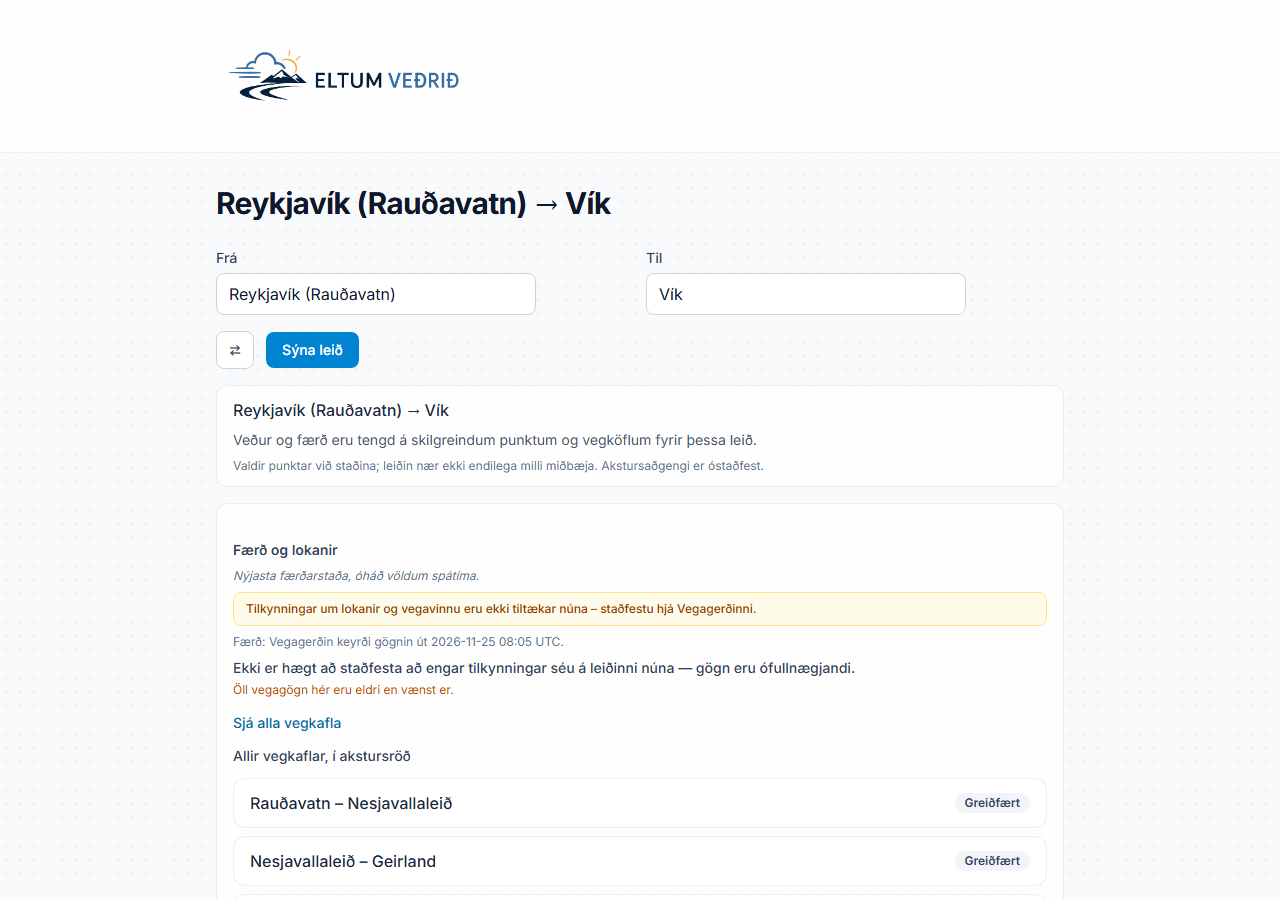 ELTUM VEÐRIÐ
Reykjavík (Rauðavatn) → Vík
Frá
Til
Reykjavík (Rauðavatn)
Vík
⇄
Sýna leið
Reykjavík (Rauðavatn) → Vík
Veður og færð eru tengd á skilgreindum punktum og vegköflum fyrir þessa leið.
Valdir punktar við staðina; leiðin nær ekki endilega milli miðbæja. Akstursaðgengi er óstaðfest.
Færð og lokanir
Nýjasta færðarstaða, óháð völdum spátíma.
Tilkynningar um lokanir og vegavinnu eru ekki tiltækar núna – staðfestu hjá Vegagerðinni.
Færð: Vegagerðin keyrði gögnin út 2026-11-25 08:05 UTC.
Ekki er hægt að staðfesta að engar tilkynningar séu á leiðinni núna — gögn eru ófullnægjandi.
Öll vegagögn hér eru eldri en vænst er.
Sjá alla vegkafla
Allir vegkaflar, í akstursröð
Rauðavatn – Nesjavallaleið
Greiðfært
Nesjavallaleið – Geirland
Greiðfært